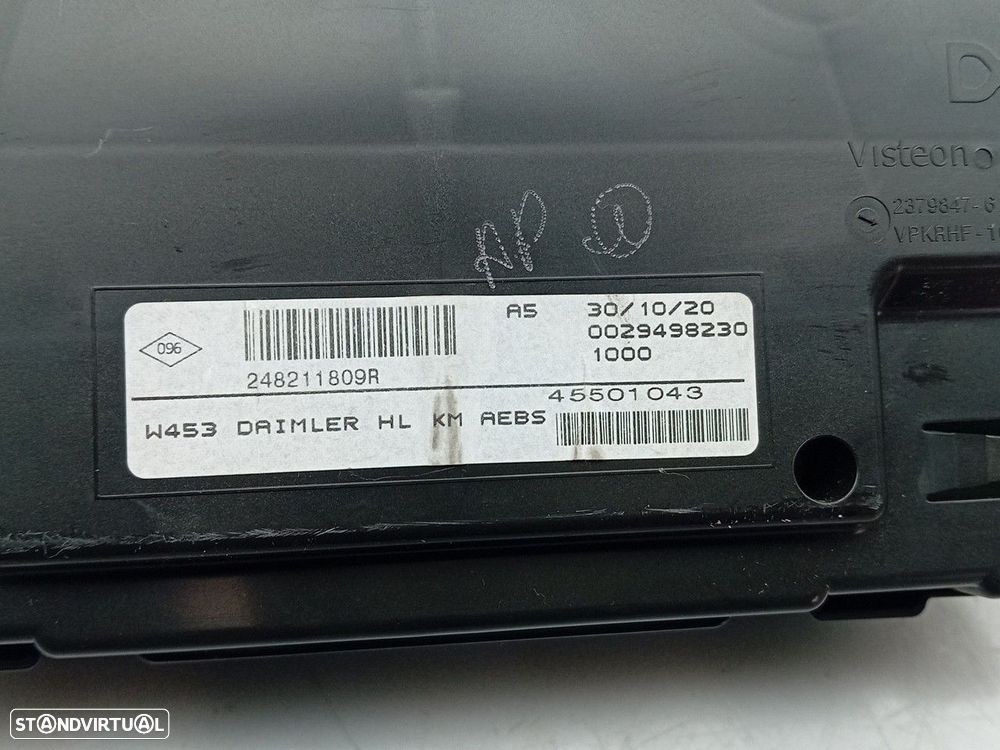 Visteon
2379847-6
VPKRHF-1
AP
A5 30/10/20
0029498230
1000
096
248211809R
45501043
W453 DAIMLER HL KM AEBS
STANDVIRTUAL